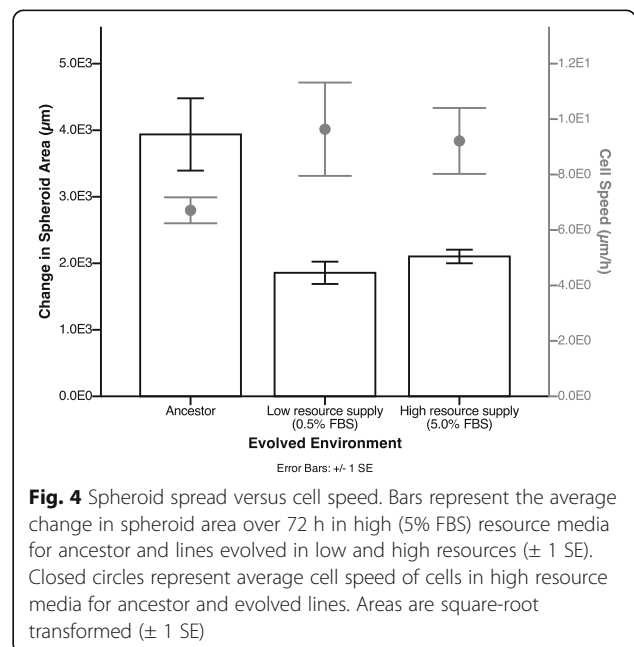 5.0E3
4.0E3
3.0E3
2.0E3
1.0E3
0.0E0
Change in Spheroid Area (µm)
1.2E1
1.0E1
8.0E0
6.0E0
4.0E0
2.0E0
0.0E0
Cell Speed (µm/h)
Ancestor
Low resource supply
(0.5% FBS)
High resource supply
(5.0% FBS)
Evolved Environment
Error Bars: +/- 1 SE
Fig. 4 Spheroid spread versus cell speed. Bars represent the average
change in spheroid area over 72 h in high (5% FBS) resource media
for ancestor and lines evolved in low and high resources (± 1 SE).
Closed circles represent average cell speed of cells in high resource
media for ancestor and evolved lines. Areas are square-root
transformed (± 1 SE)